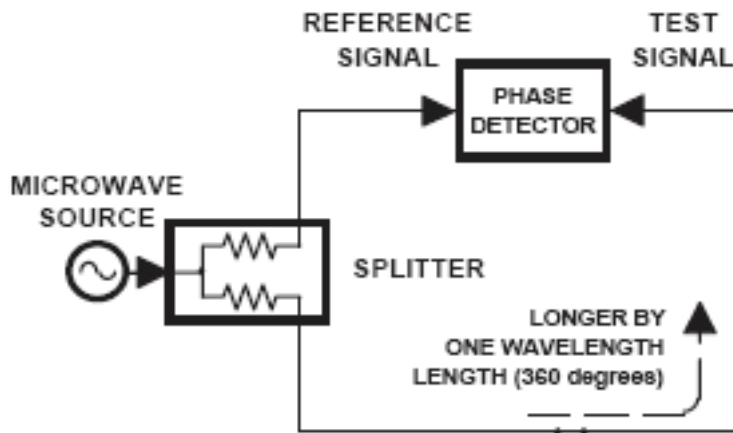 REFERENCE
SIGNAL
TEST
SIGNAL
PHASE
DETECTOR
MICROWAVE
SOURCE
SPLITTER
LONGER BY
ONE WAVELENGTH
LENGTH (360 degrees)